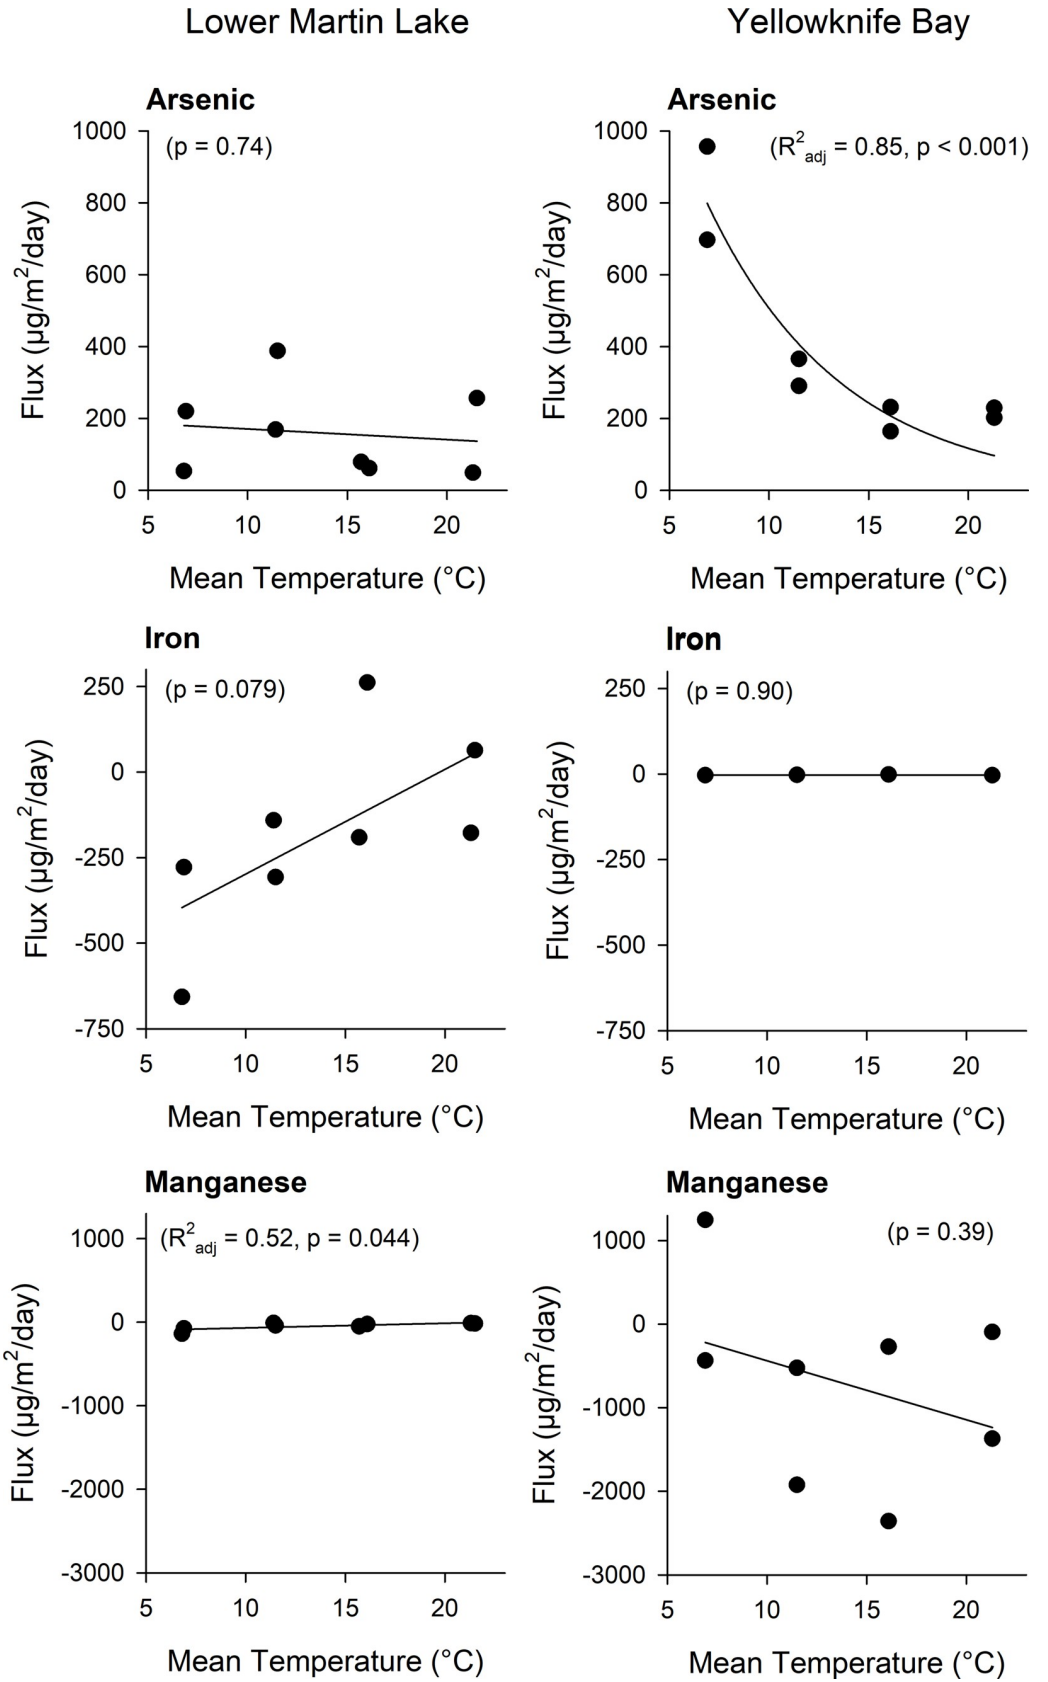 Lower Martin Lake
Yellowknife Bay
Arsenic
(p = 0.74)
1000
800
600
400
200
0
Flux (µg/m²/day)
5 10 15 20
Mean Temperature (°C)
Arsenic
(R²adj = 0.85, p < 0.001)
1000
800
600
400
200
0
Flux (µg/m²/day)
5 10 15 20
Mean Temperature (°C)
Iron
(p = 0.079)
250
0
-250
-500
-750
Flux (µg/m²/day)
5 10 15 20
Mean Temperature (°C)
Iron
(p = 0.90)
250
0
-250
-500
-750
Flux (µg/m²/day)
5 10 15 20
Mean Temperature (°C)
Manganese
(R²adj = 0.52, p = 0.044)
1000
0
-1000
-2000
-3000
Flux (µg/m²/day)
5 10 15 20
Mean Temperature (°C)
Manganese
(p = 0.39)
1000
0
-1000
-2000
-3000
Flux (µg/m²/day)
5 10 15 20
Mean Temperature (°C)